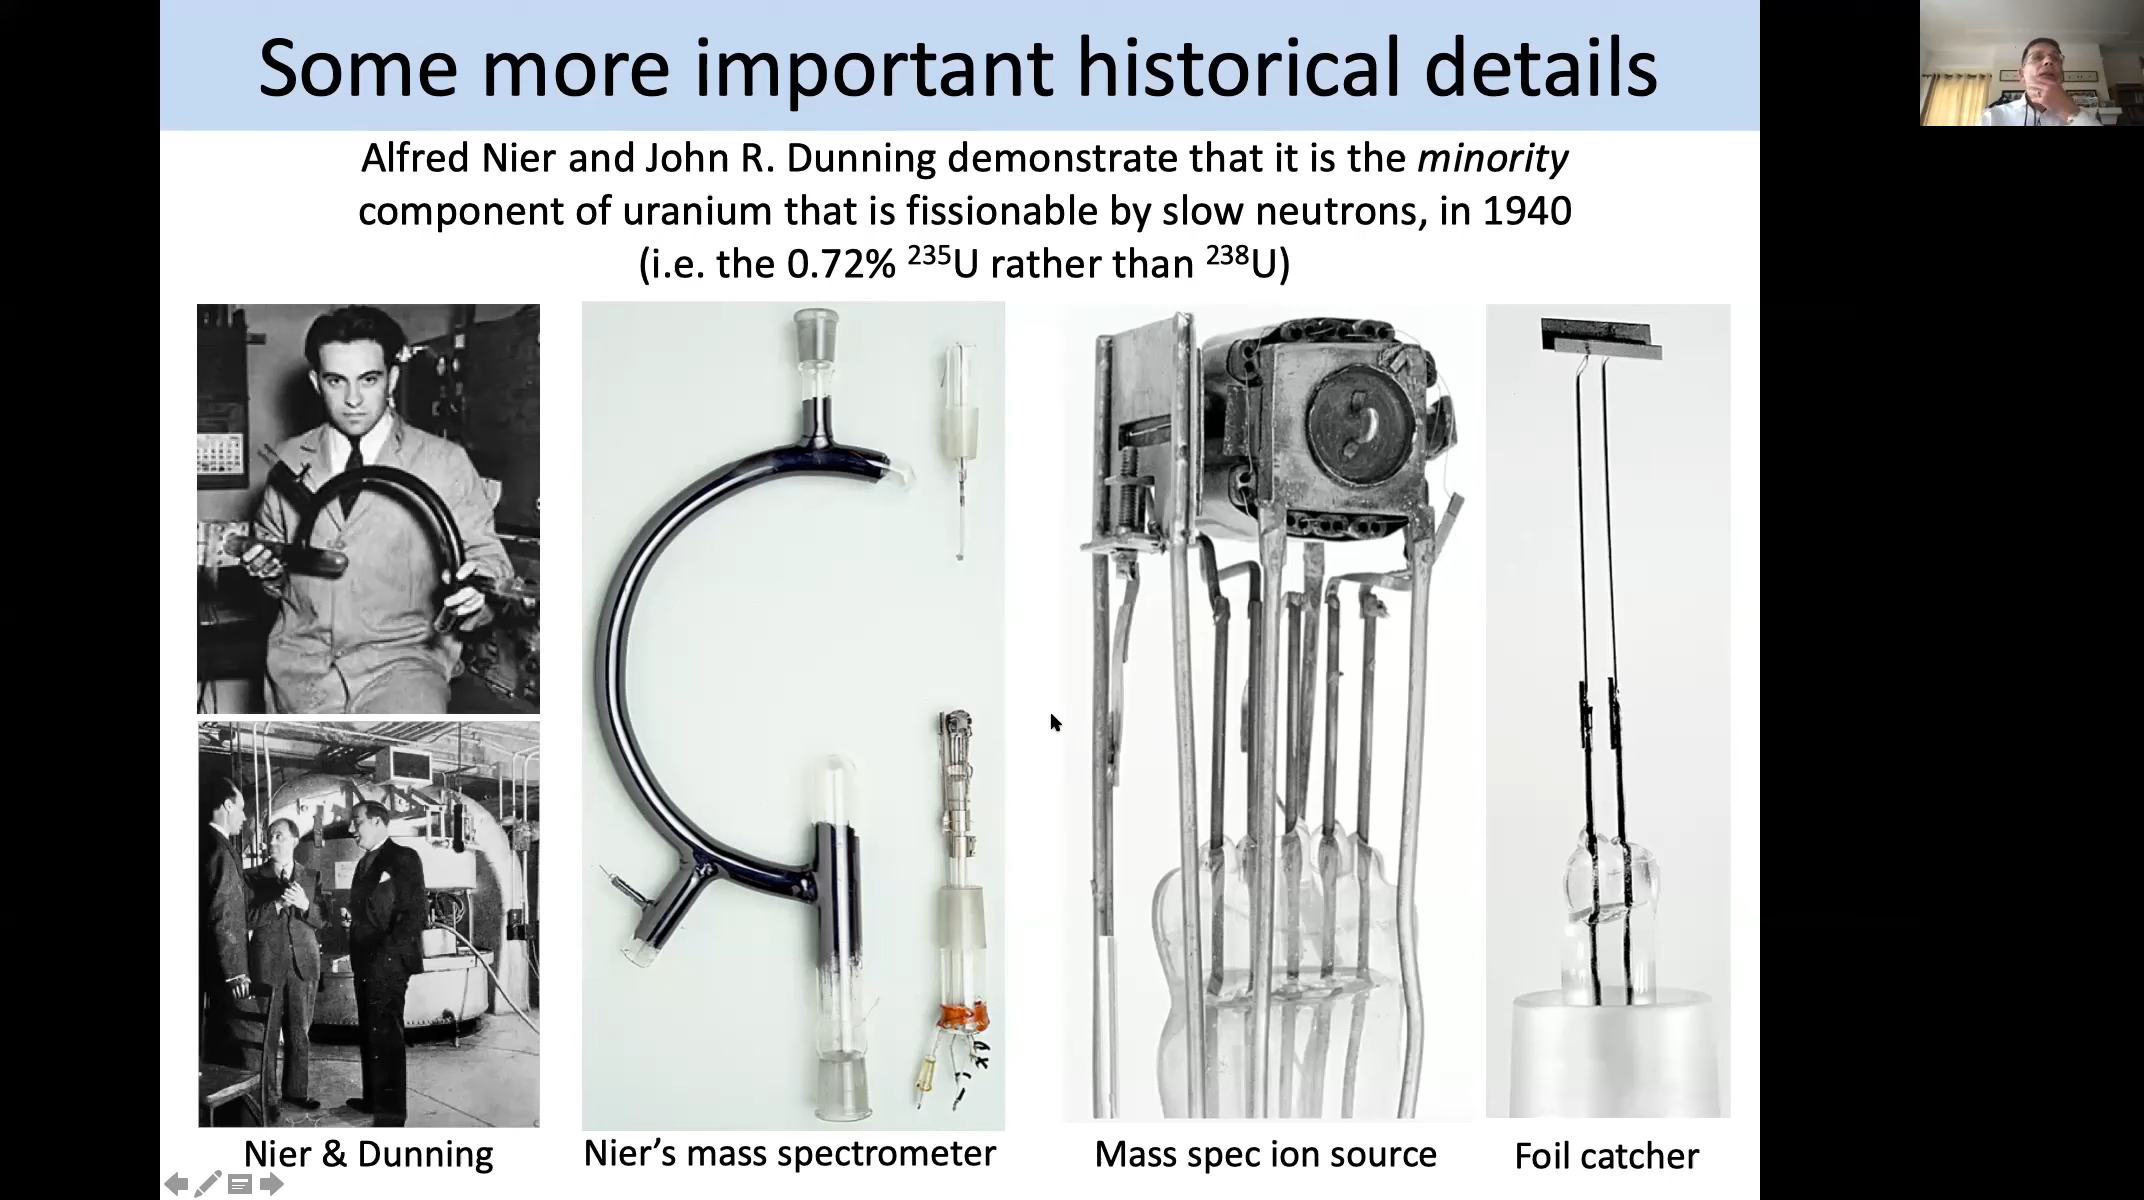 Some more important historical details
Alfred Nier and John R. Dunning demonstrate that it is the minority
component of uranium that is fissionable by slow neutrons, in 1940
(i.e. the 0.72% ²³⁵U rather than ²³⁸U)
Nier & Dunning
Nier’s mass spectrometer
Mass spec ion source
Foil catcher